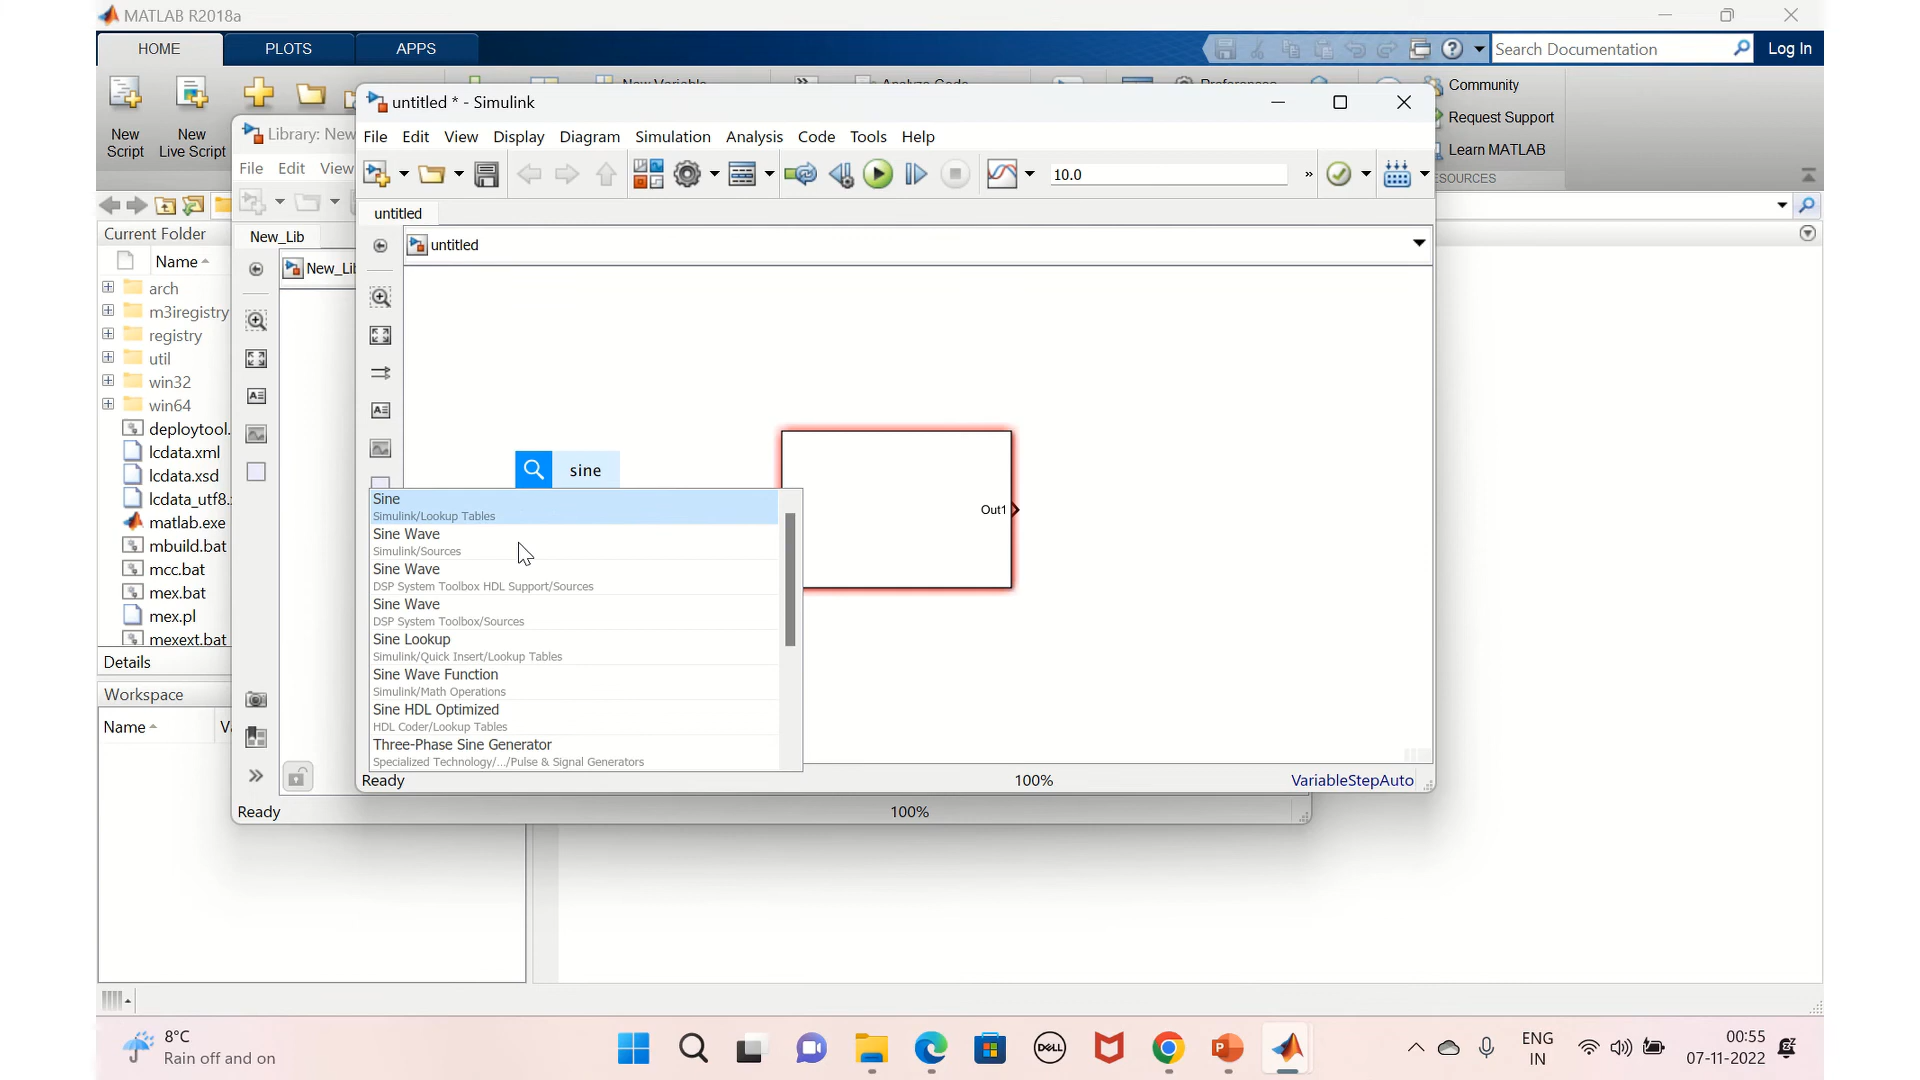 MATLAB R2018a
HOME
PLOTS
APPS
Search Documentation
Log In
New Variable
Analyze Code
Preferences
Community
Request Support
Learn MATLAB
New
Script
New
Live Script
Library: New
File Edit View
untitled * - Simulink
File Edit View Display Diagram Simulation Analysis Code Tools Help
10.0
»
untitled
untitled
Current Folder
Name
arch
m3iregistry
registry
util
win32
win64
deploytool.
lcdata.xml
lcdata.xsd
lcdata_utf8.
matlab.exe
mbuild.bat
mcc.bat
mex.bat
mex.pl
mexext.bat
Details
Workspace
Name
New_Lib
New_Lib
sine
Sine
Simulink/Lookup Tables
Sine Wave
Simulink/Sources
Sine Wave
DSP System Toolbox HDL Support/Sources
Sine Wave
DSP System Toolbox/Sources
Sine Lookup
Simulink/Quick Insert/Lookup Tables
Sine Wave Function
Simulink/Math Operations
Sine HDL Optimized
HDL Coder/Lookup Tables
Three-Phase Sine Generator
Specialized Technology/.../Pulse & Signal Generators
Out1
Ready
100%
VariableStepAuto
Ready
100%
8°C
Rain off and on
DELL
ENG
IN
00:55
07-11-2022